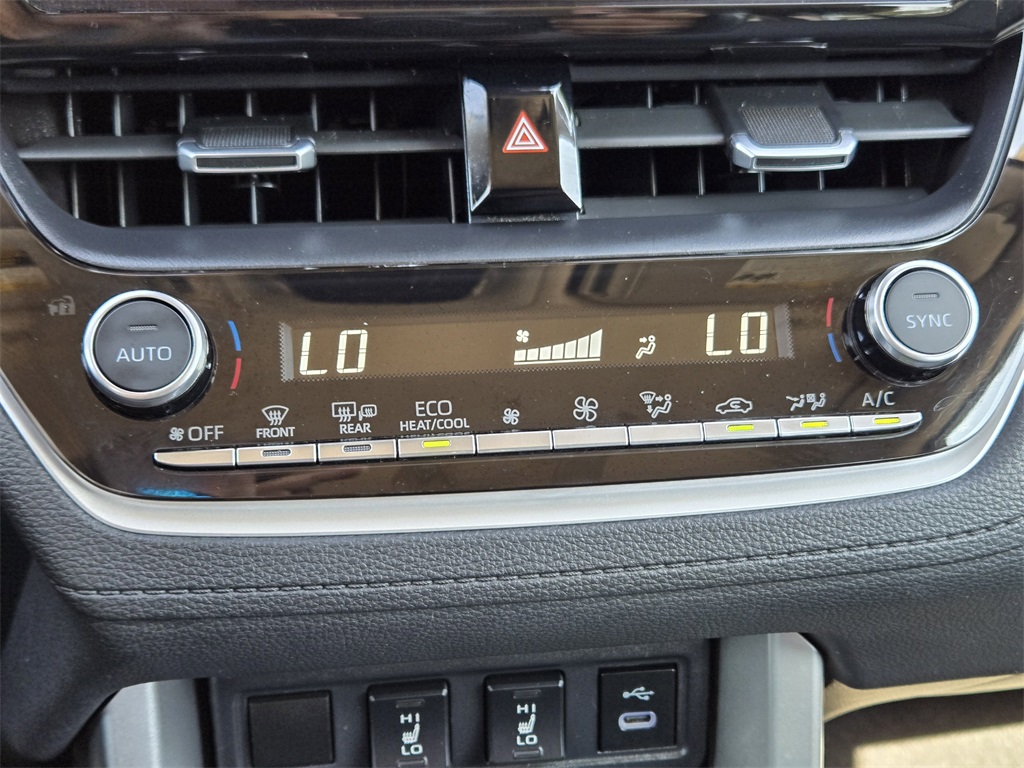 AUTO
LO
LO
SYNC
OFF
FRONT
REAR
ECO
HEAT/COOL
A/C
HI
LO
HI
LO